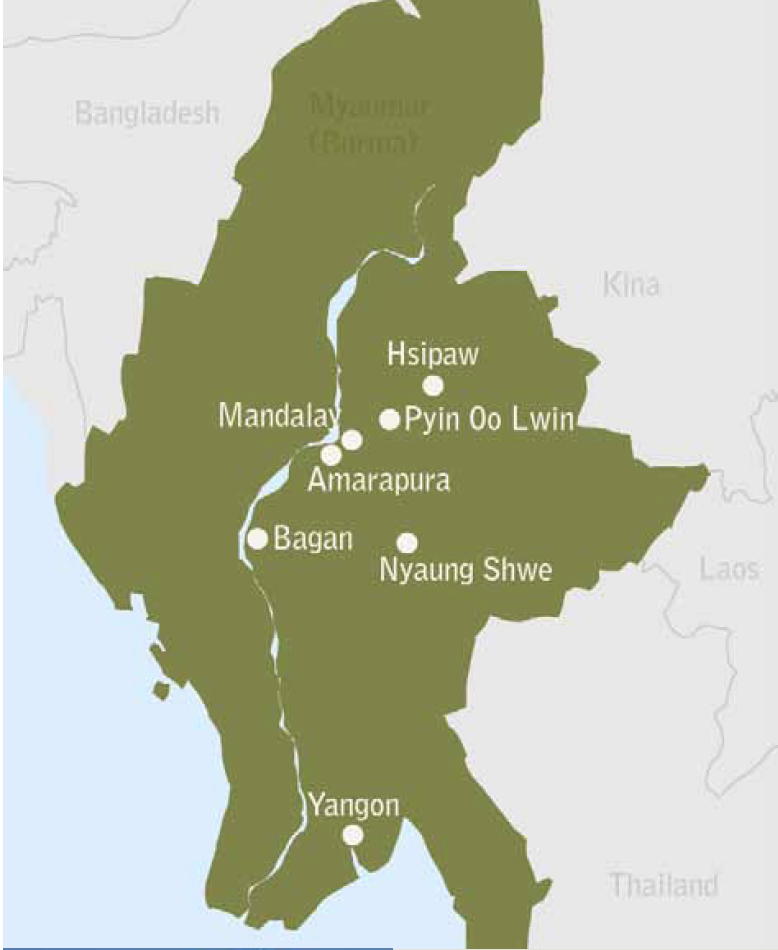 Bangladesh
Myanmar
(Burma)
Kina
Hsipaw
Mandalay
Pyin Oo Lwin
Amarapura
Bagan
Nyaung Shwe
Laos
Yangon
Thailand